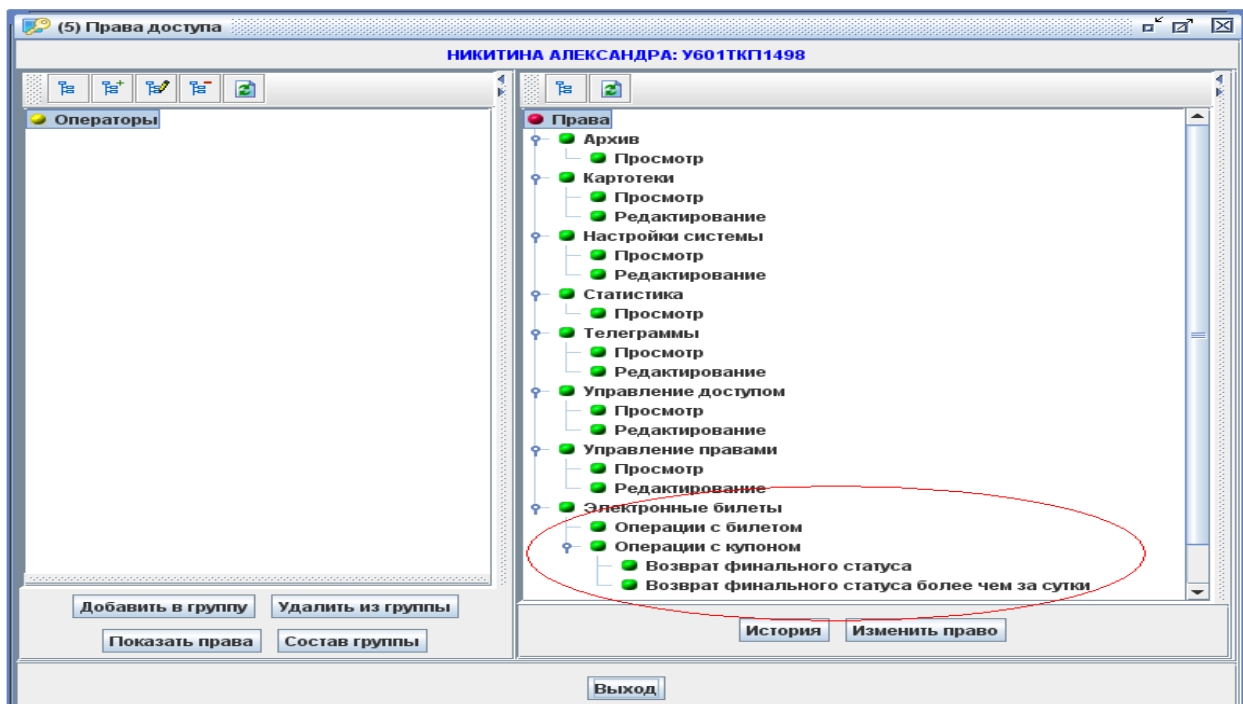 (5) Права доступа
НИКИТИНА АЛЕКСАНДРА: У601ТКП1498
Операторы
Права
Архив
Просмотр
Картотеки
Просмотр
Редактирование
Настройки системы
Просмотр
Редактирование
Статистика
Просмотр
Телеграммы
Просмотр
Редактирование
Управление доступом
Просмотр
Редактирование
Управление правами
Просмотр
Редактирование
Электронные билеты
Операции с билетом
Операции с купоном
Возврат финального статуса
Возврат финального статуса более чем за сутки
Добавить в группу Удалить из группы
Показать права Состав группы
История Изменить право
Выход